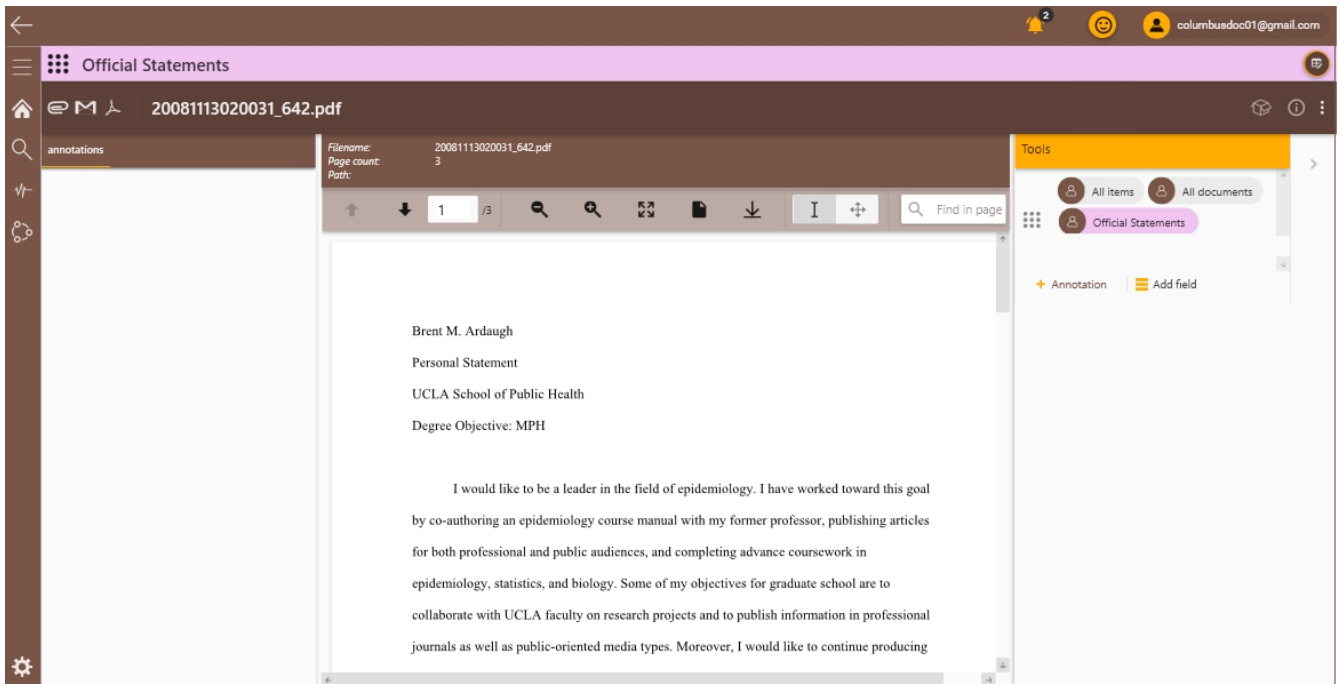 2
columbusdoc01@gmail.com
Official Statements
20081113020031_642.pdf
annotations
Filename: 20081113020031_642.pdf
Page count: 3
Path:
1 /3
Find in page
Tools
All items
All documents
Official Statements
+ Annotation
Add field
Brent M. Ardaugh
Personal Statement
UCLA School of Public Health
Degree Objective: MPH
I would like to be a leader in the field of epidemiology. I have worked toward this goal
by co-authoring an epidemiology course manual with my former professor, publishing articles
for both professional and public audiences, and completing advance coursework in
epidemiology, statistics, and biology. Some of my objectives for graduate school are to
collaborate with UCLA faculty on research projects and to publish information in professional
journals as well as public-oriented media types. Moreover, I would like to continue producing